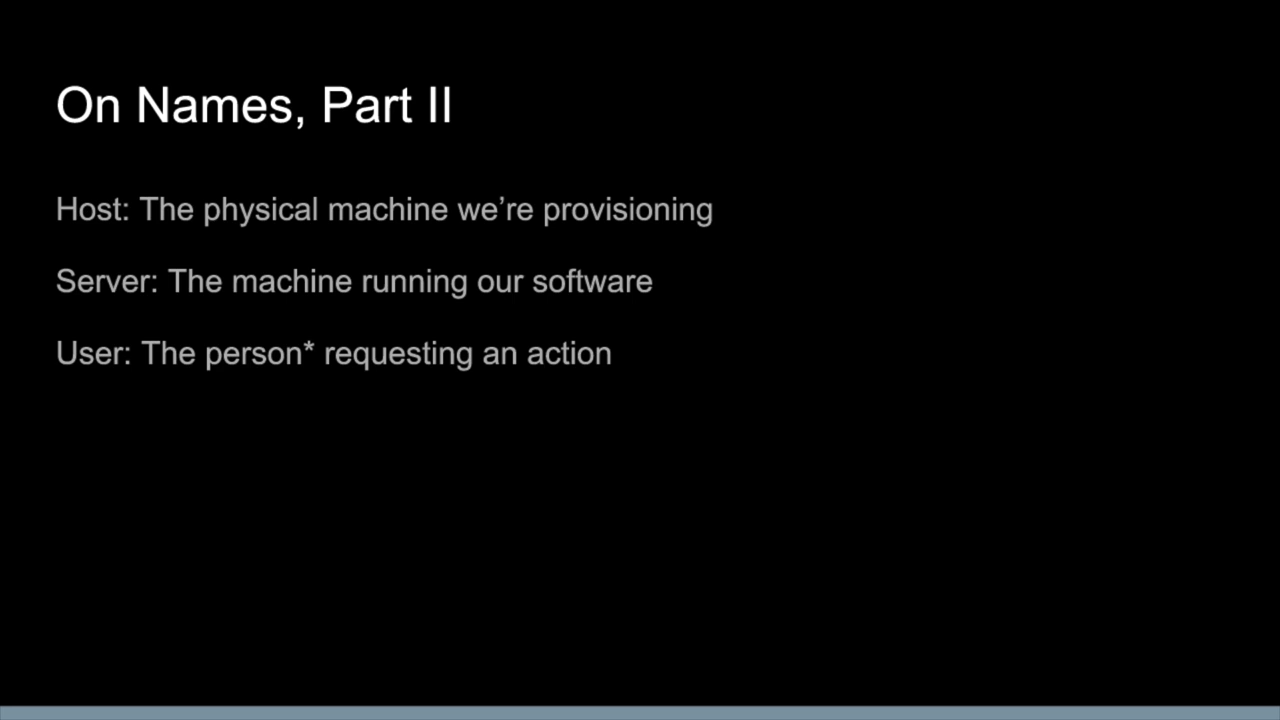 On Names, Part II
Host: The physical machine we’re provisioning
Server: The machine running our software
User: The person* requesting an action